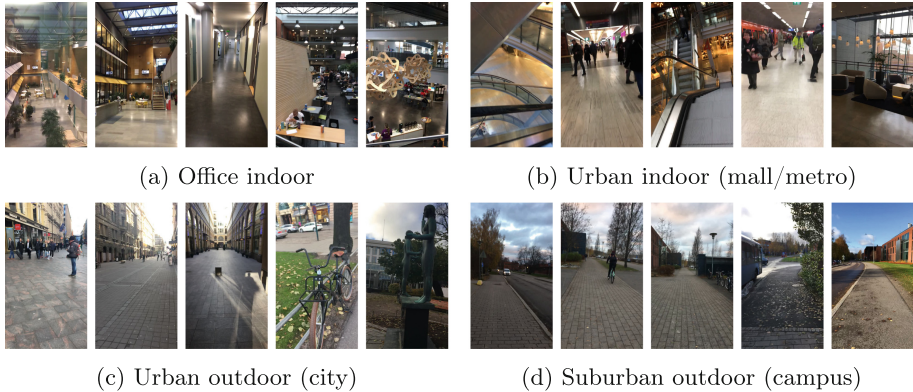 (a) Office indoor
(b) Urban indoor (mall/metro)
(c) Urban outdoor (city)
(d) Suburban outdoor (campus)